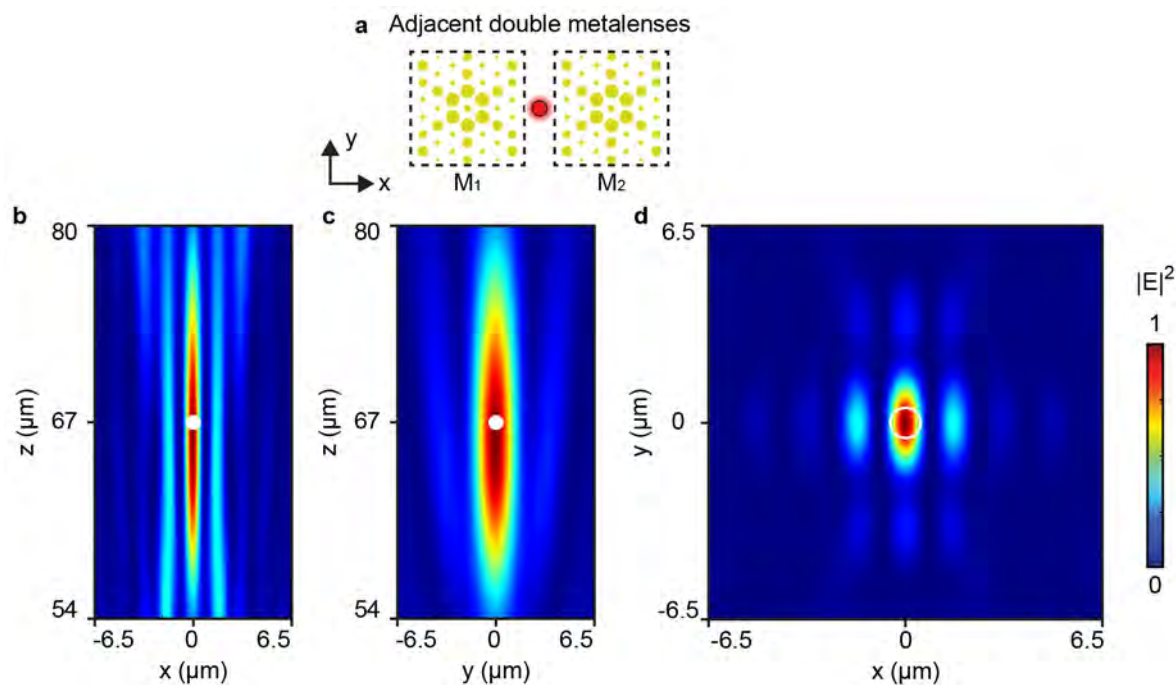 a Adjacent double metalenses
y
x
M₁
M₂
b
c
d
80
67
54
z (µm)
-6.5
0
6.5
x (µm)
80
67
54
z (µm)
-6.5
0
6.5
y (µm)
6.5
0
-6.5
y (µm)
-6.5
0
6.5
x (µm)
|E|²
1
0